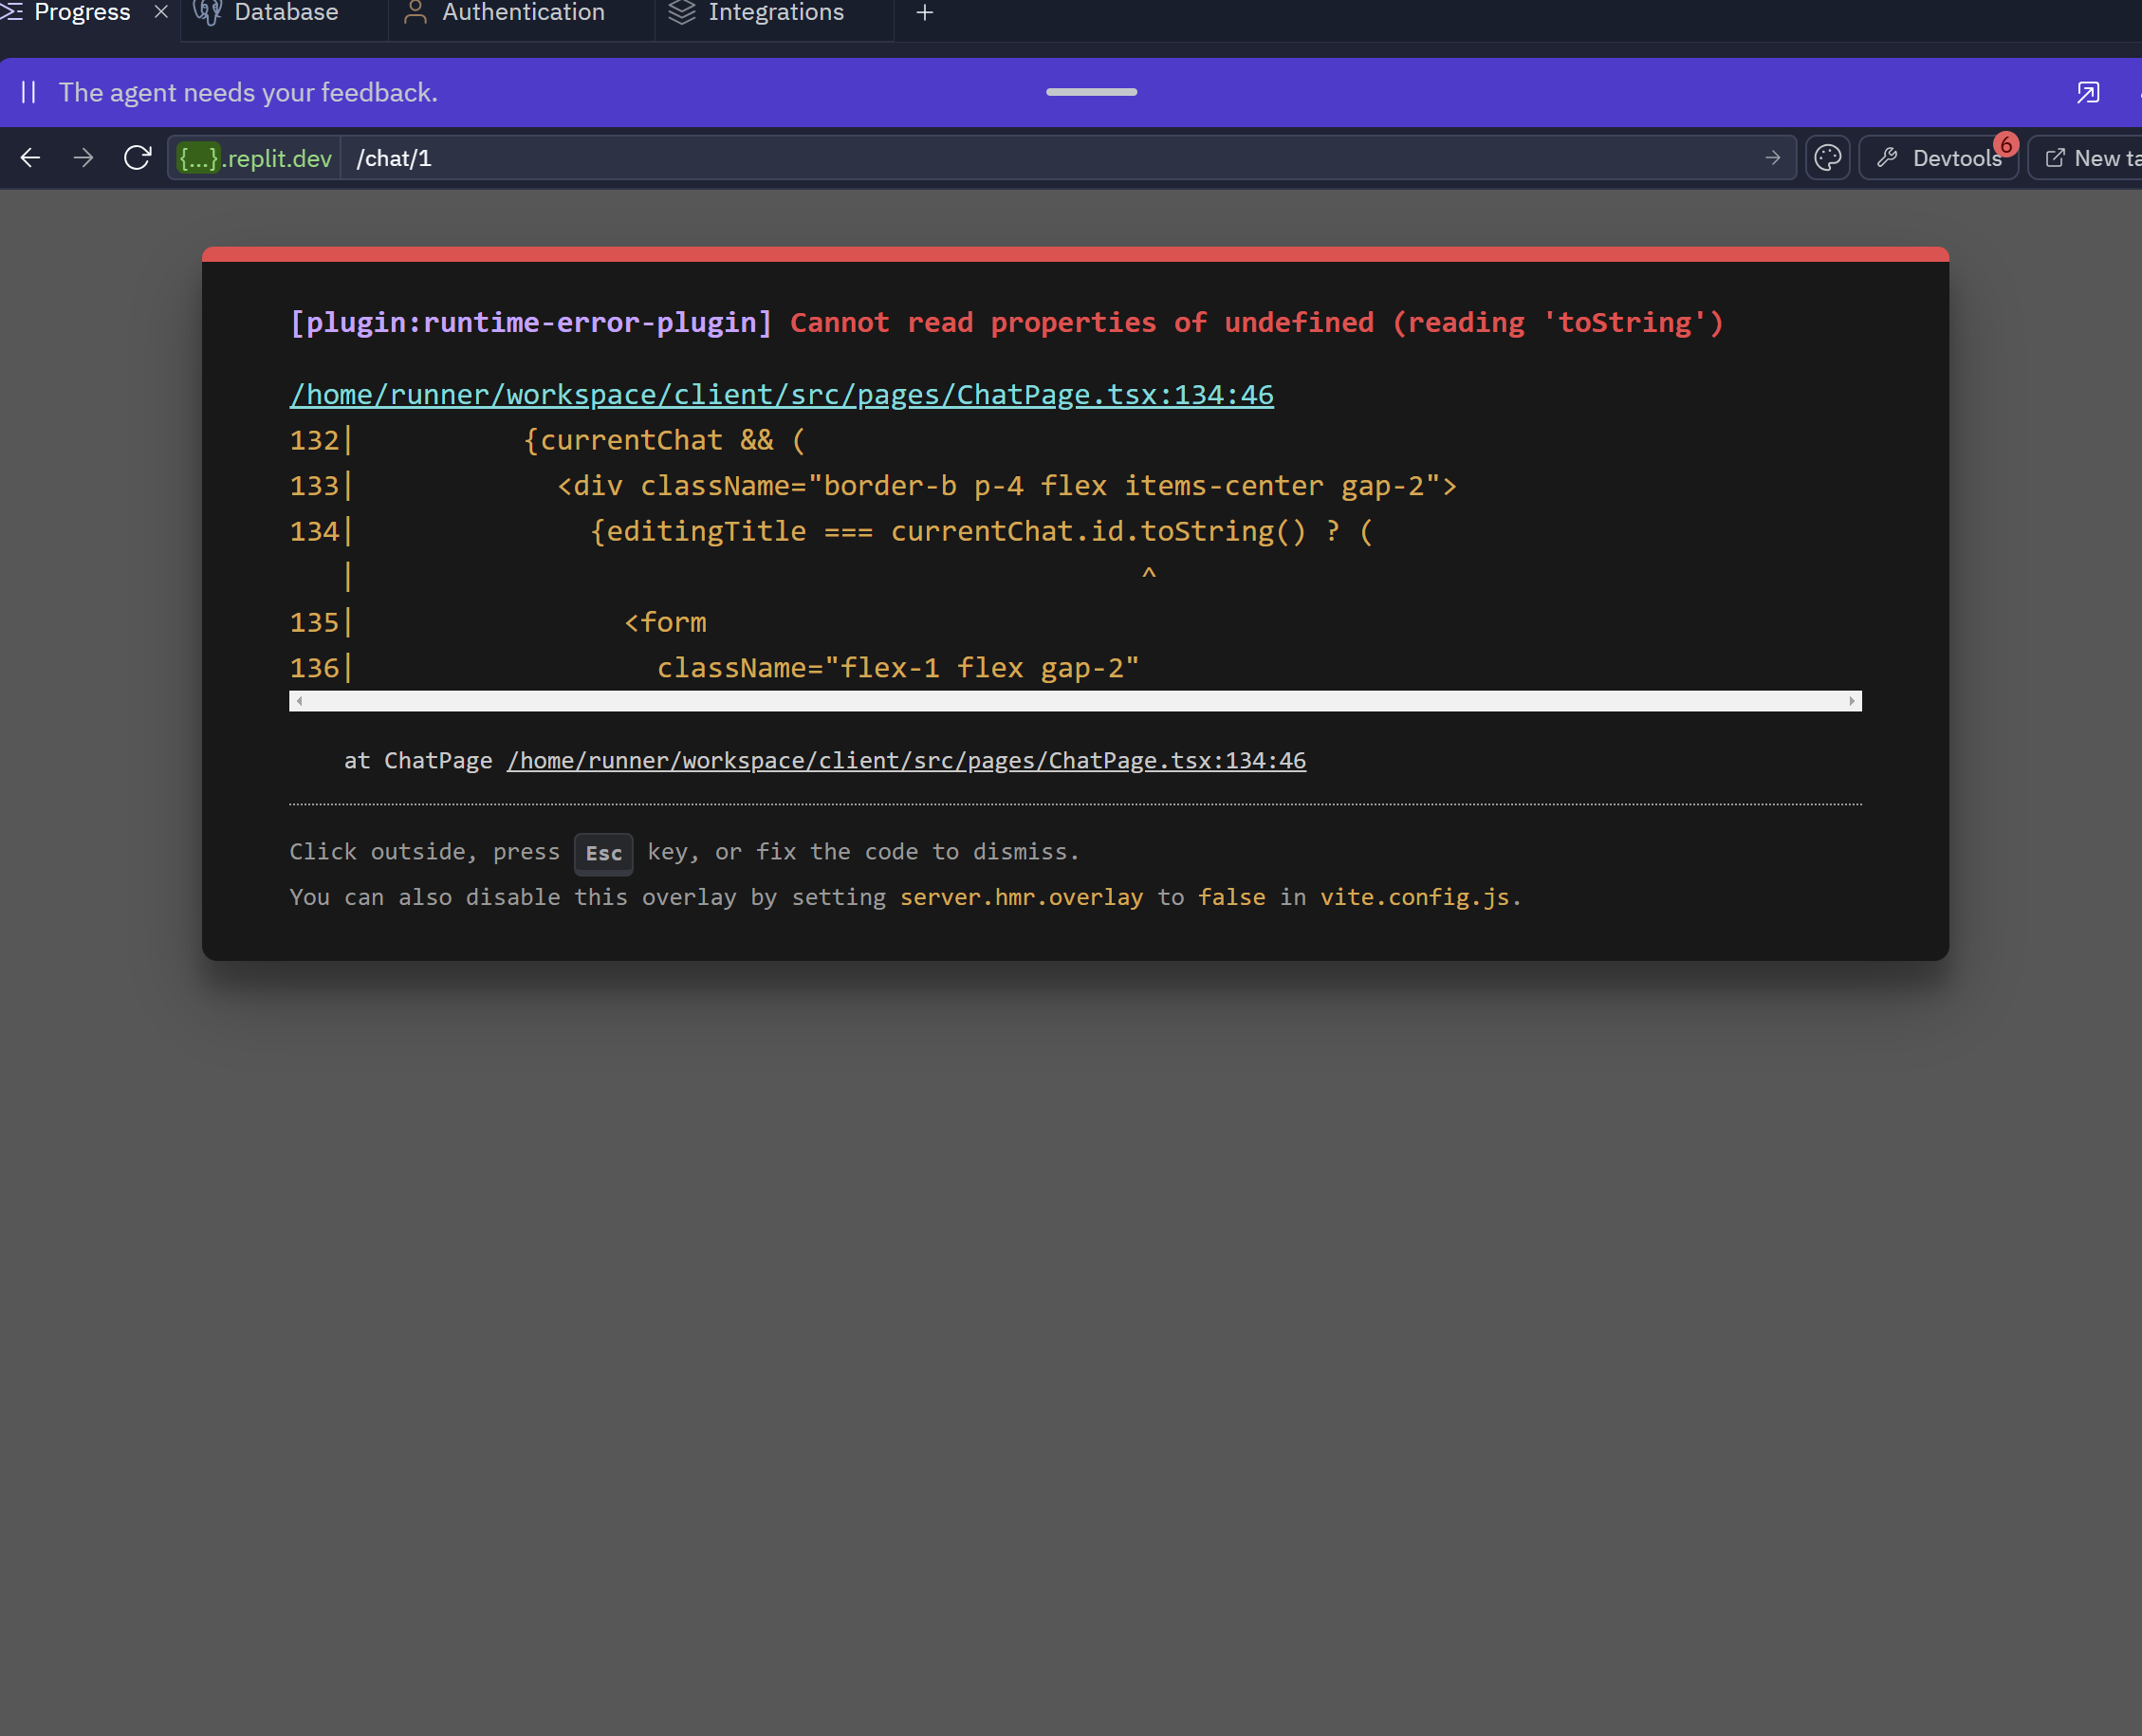 Progress × Database Authentication Integrations +
The agent needs your feedback.
{...}.replit.dev /chat/1 Devtools 6 New
[plugin:runtime-error-plugin] Cannot read properties of undefined (reading 'toString')
/home/runner/workspace/client/src/pages/ChatPage.tsx:134:46
132|          {currentChat && (
133|            <div className="border-b p-4 flex items-center gap-2">
134|              {editingTitle === currentChat.id.toString() ? (
   |                                                ^
135|                <form
136|                  className="flex-1 flex gap-2"
at ChatPage /home/runner/workspace/client/src/pages/ChatPage.tsx:134:46
Click outside, press Esc key, or fix the code to dismiss.
You can also disable this overlay by setting server.hmr.overlay to false in vite.config.js.